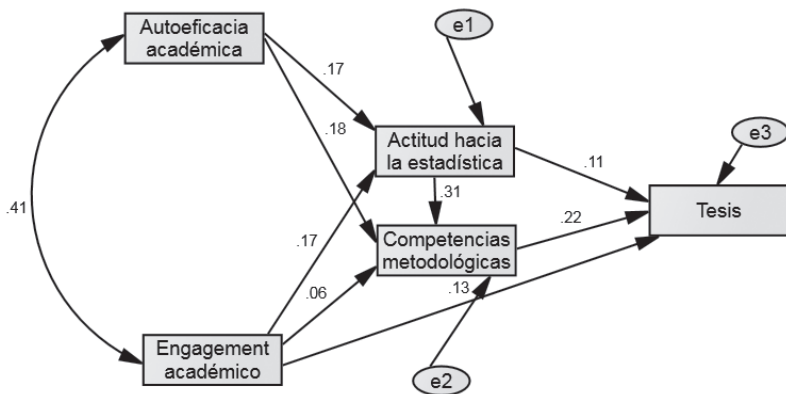 Autoeficacia
académica
e1
.17
.18
Actitud hacia
la estadística
e3
.11
.31
.41
Tesis
.22
.17
Competencias
metodológicas
.06
.13
Engagement
académico
e2